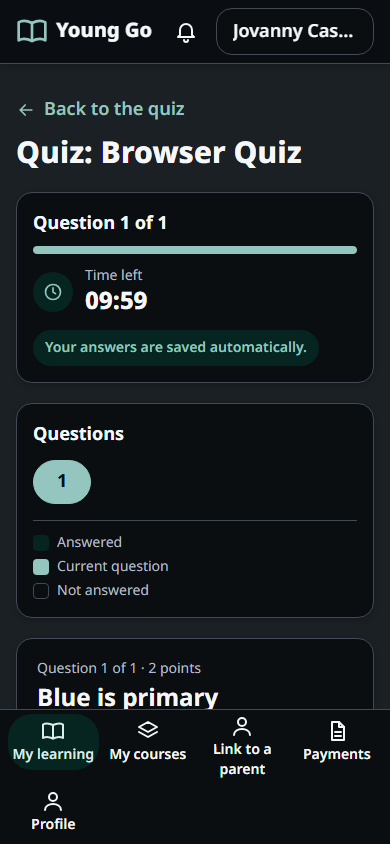 Young Go
Jovanny Cas...
← Back to the quiz
Quiz: Browser Quiz
Question 1 of 1
Time left
09:59
Your answers are saved automatically.
Questions
1
Answered
Current question
Not answered
Question 1 of 1 · 2 points
Blue is primary
My learning
My courses
Link to a
parent
Payments
Profile